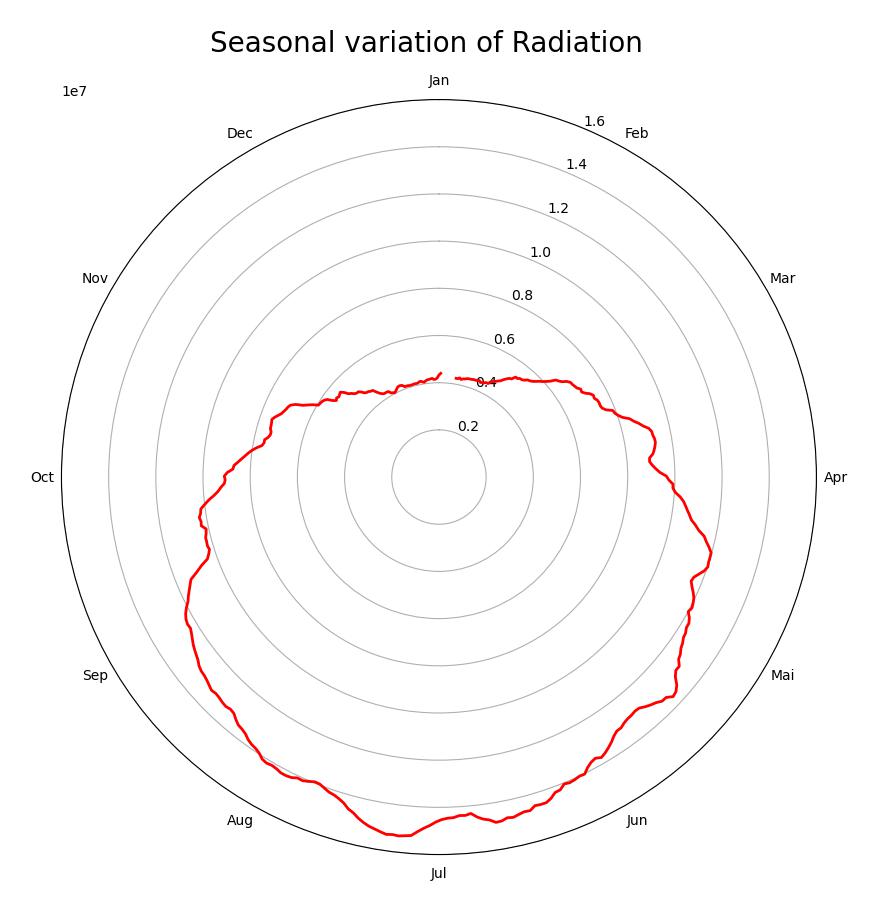 Seasonal variation of Radiation
Jan
1e7
1.6
Dec
Feb
1.4
1.2
1.0
Nov
Mar
0.8
0.6
0.4
0.2
Oct
Apr
Sep
Mai
Aug
Jun
Jul